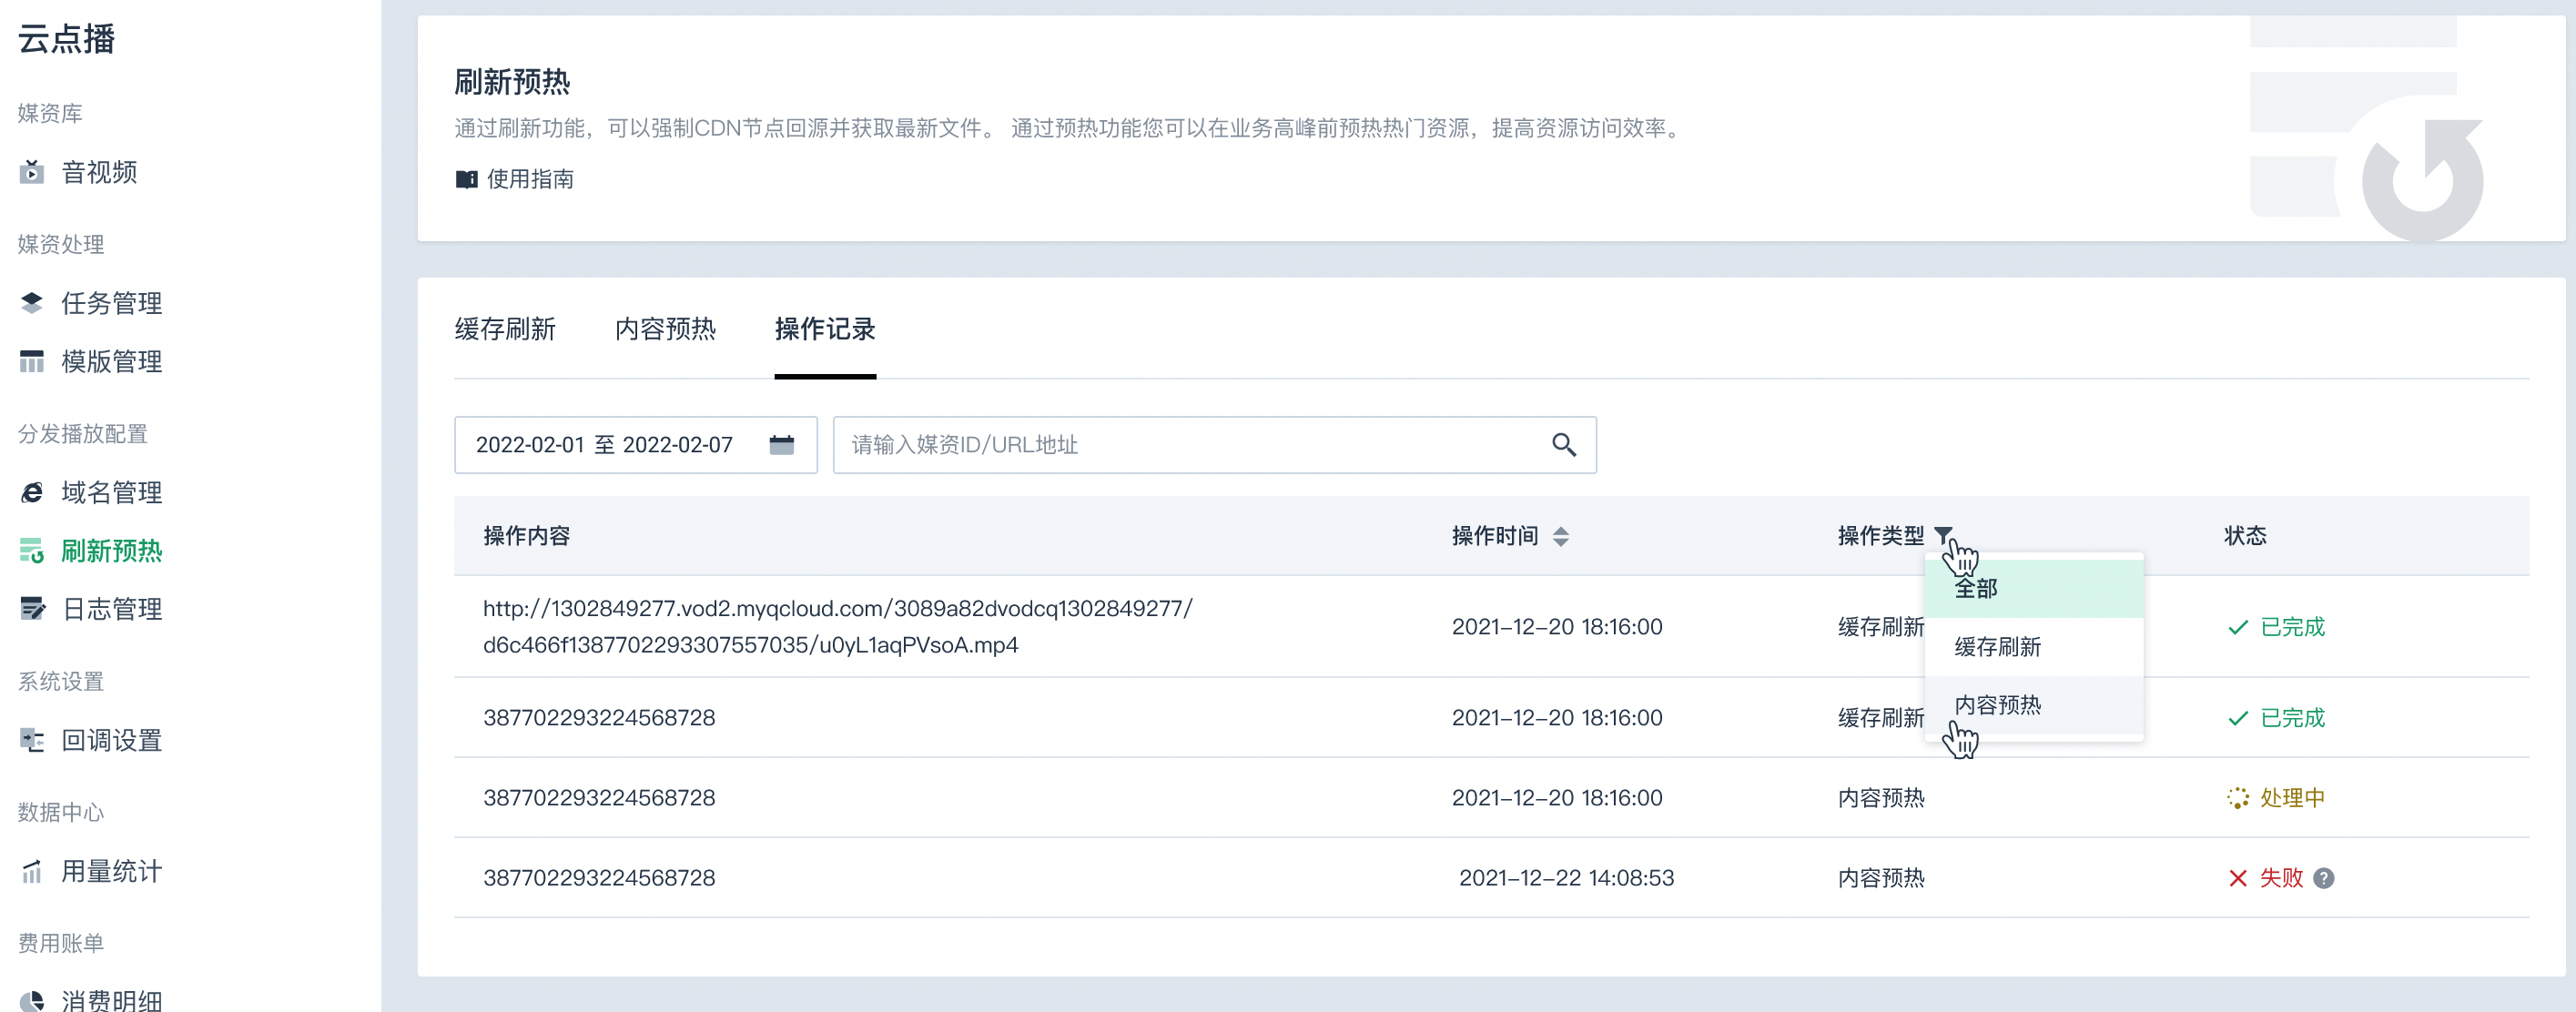 云点播
媒资库
音视频
媒资处理
任务管理
模版管理
分发播放配置
域名管理
刷新预热
日志管理
系统设置
回调设置
数据中心
用量统计
费用账单
消费明细
刷新预热
通过刷新功能，可以强制CDN节点回源并获取最新文件。 通过预热功能您可以在业务高峰前预热热门资源，提高资源访问效率。
使用指南
缓存刷新 内容预热 操作记录
2022-02-01 至 2022-02-07 请输入媒资ID/URL地址
操作内容 操作时间 操作类型 状态
http://1302849277.vod2.myqcloud.com/3089a82dvodcq1302849277/
d6c466f1387702293307557035/u0yL1aqPVsoA.mp4
2021-12-20 18:16:00 缓存刷新 已完成
387702293224568728 2021-12-20 18:16:00 缓存刷新 已完成
387702293224568728 2021-12-20 18:16:00 内容预热 处理中
387702293224568728 2021-12-22 14:08:53 内容预热 失败 ?
全部
缓存刷新
内容预热